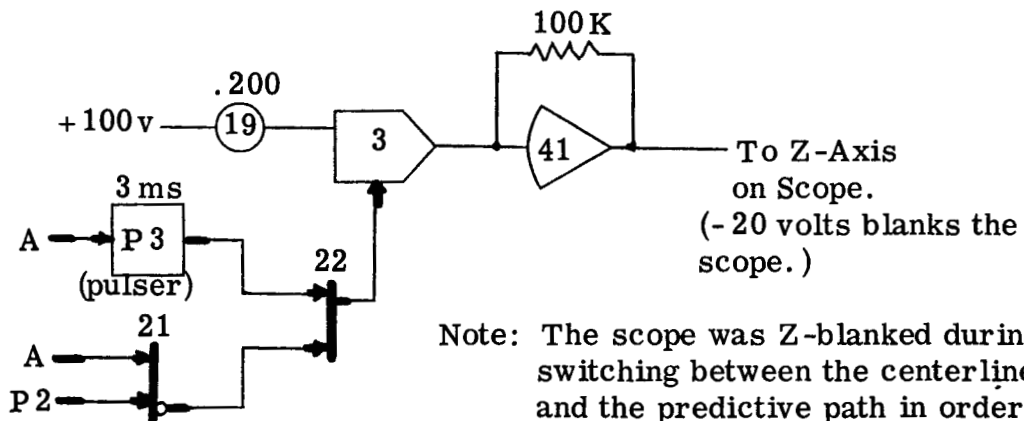 100K
.200
+100v
19
3
41
To Z-Axis
on Scope.
(-20 volts blanks the
scope.)
3 ms
A
P3
(pulser)
22
21
A
P2
Note: The scope was Z-blanked durin
switching between the centerline
and the predictive path in order